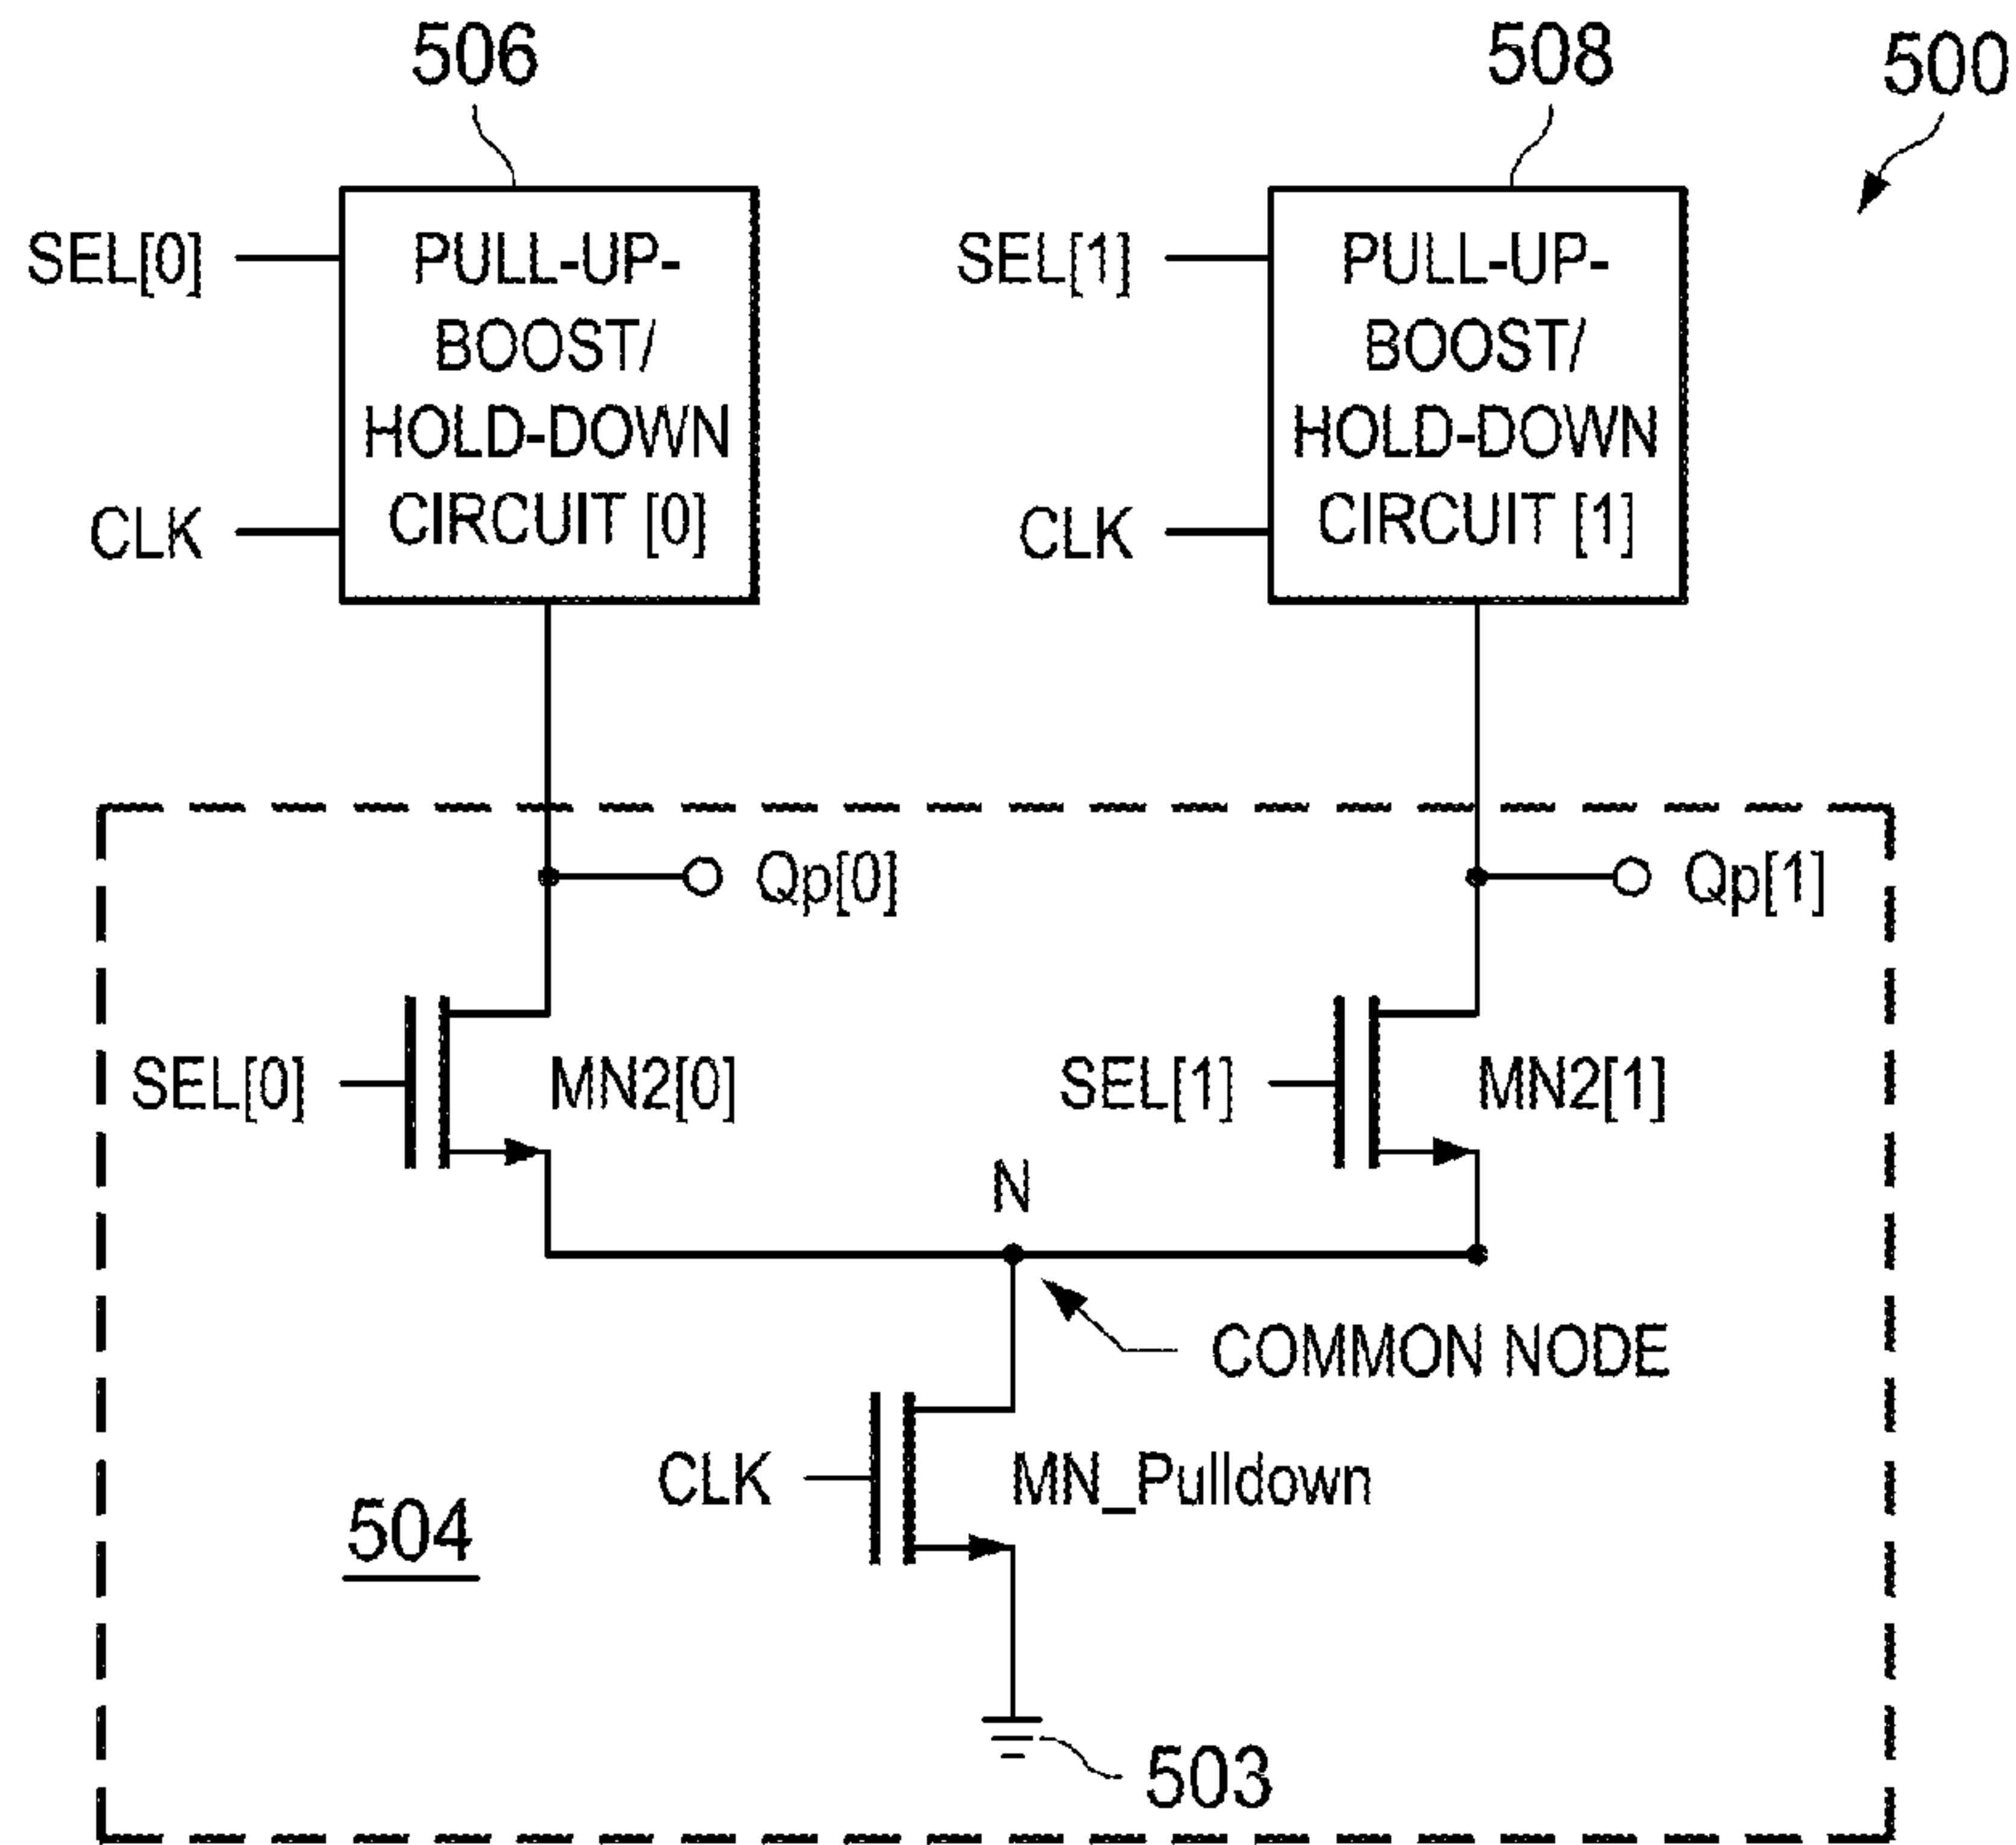 506
508
500
SEL[0]
PULL-UP-
BOOST/
HOLD-DOWN
CIRCUIT [0]
CLK
SEL[1]
PULL-UP-
BOOST/
HOLD-DOWN
CIRCUIT [1]
CLK
Qp[0]
Qp[1]
SEL[0]
MN2[0]
SEL[1]
MN2[1]
N
COMMON NODE
CLK
MN_Pulldown
504
503